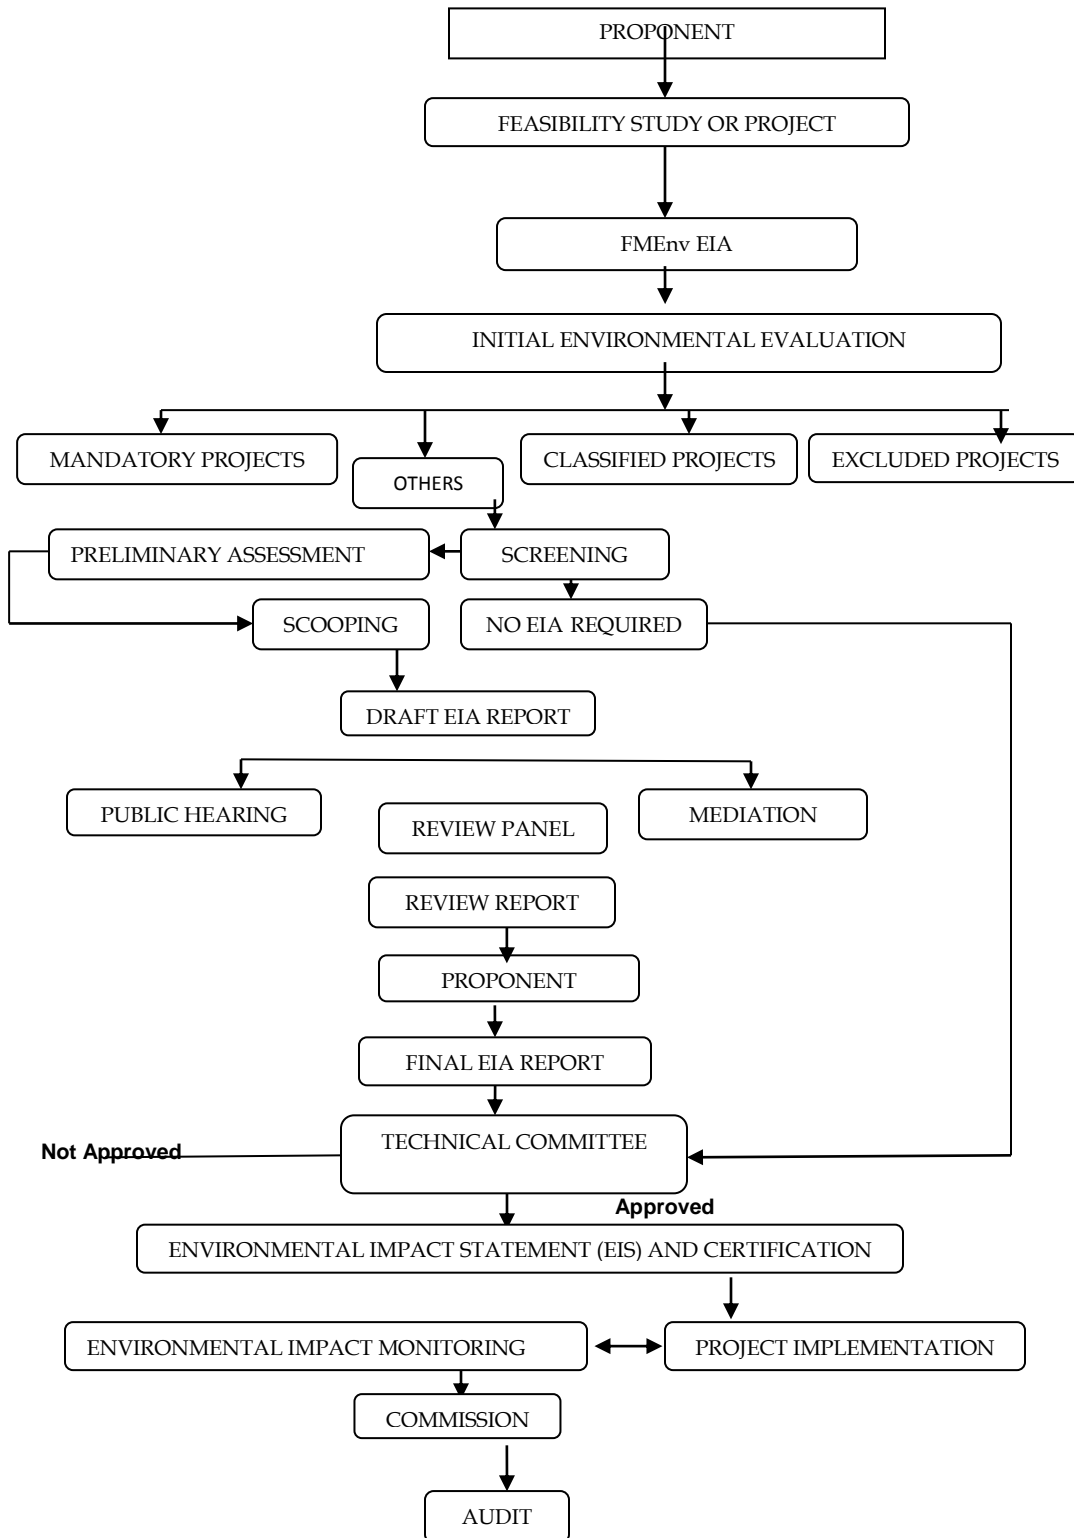 PROPONENT
FEASIBILITY STUDY OR PROJECT
FMEnv EIA
INITIAL ENVIRONMENTAL EVALUATION
MANDATORY PROJECTS
OTHERS
CLASSIFIED PROJECTS
EXCLUDED PROJECTS
PRELIMINARY ASSESSMENT
SCREENING
SCOOPING
NO EIA REQUIRED
DRAFT EIA REPORT
PUBLIC HEARING
REVIEW PANEL
MEDIATION
REVIEW REPORT
PROPONENT
FINAL EIA REPORT
TECHNICAL COMMITTEE
Not Approved
Approved
ENVIRONMENTAL IMPACT STATEMENT (EIS) AND CERTIFICATION
ENVIRONMENTAL IMPACT MONITORING
PROJECT IMPLEMENTATION
COMMISSION
AUDIT